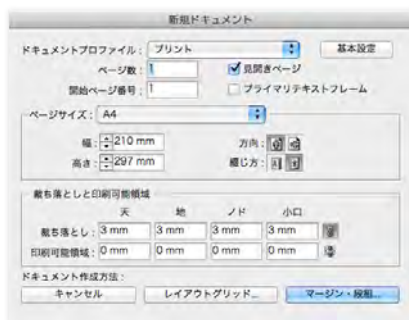 新規ドキュメント
ドキュメントプロファイル: プリント 基本設定
ページ数: 1 見開きページ
開始ページ番号: 1 プライマリテキストフレーム
ページサイズ: A4
幅: 210 mm 方向:
高さ: 297 mm 綴じ方:
裁ち落としと印刷可能領域
天 地 ノド 小口
裁ち落とし: 3 mm 3 mm 3 mm 3 mm
印刷可能領域: 0 mm 0 mm 0 mm 0 mm
ドキュメント作成方法:
キャンセル レイアウトグリッド... マージン・段組...